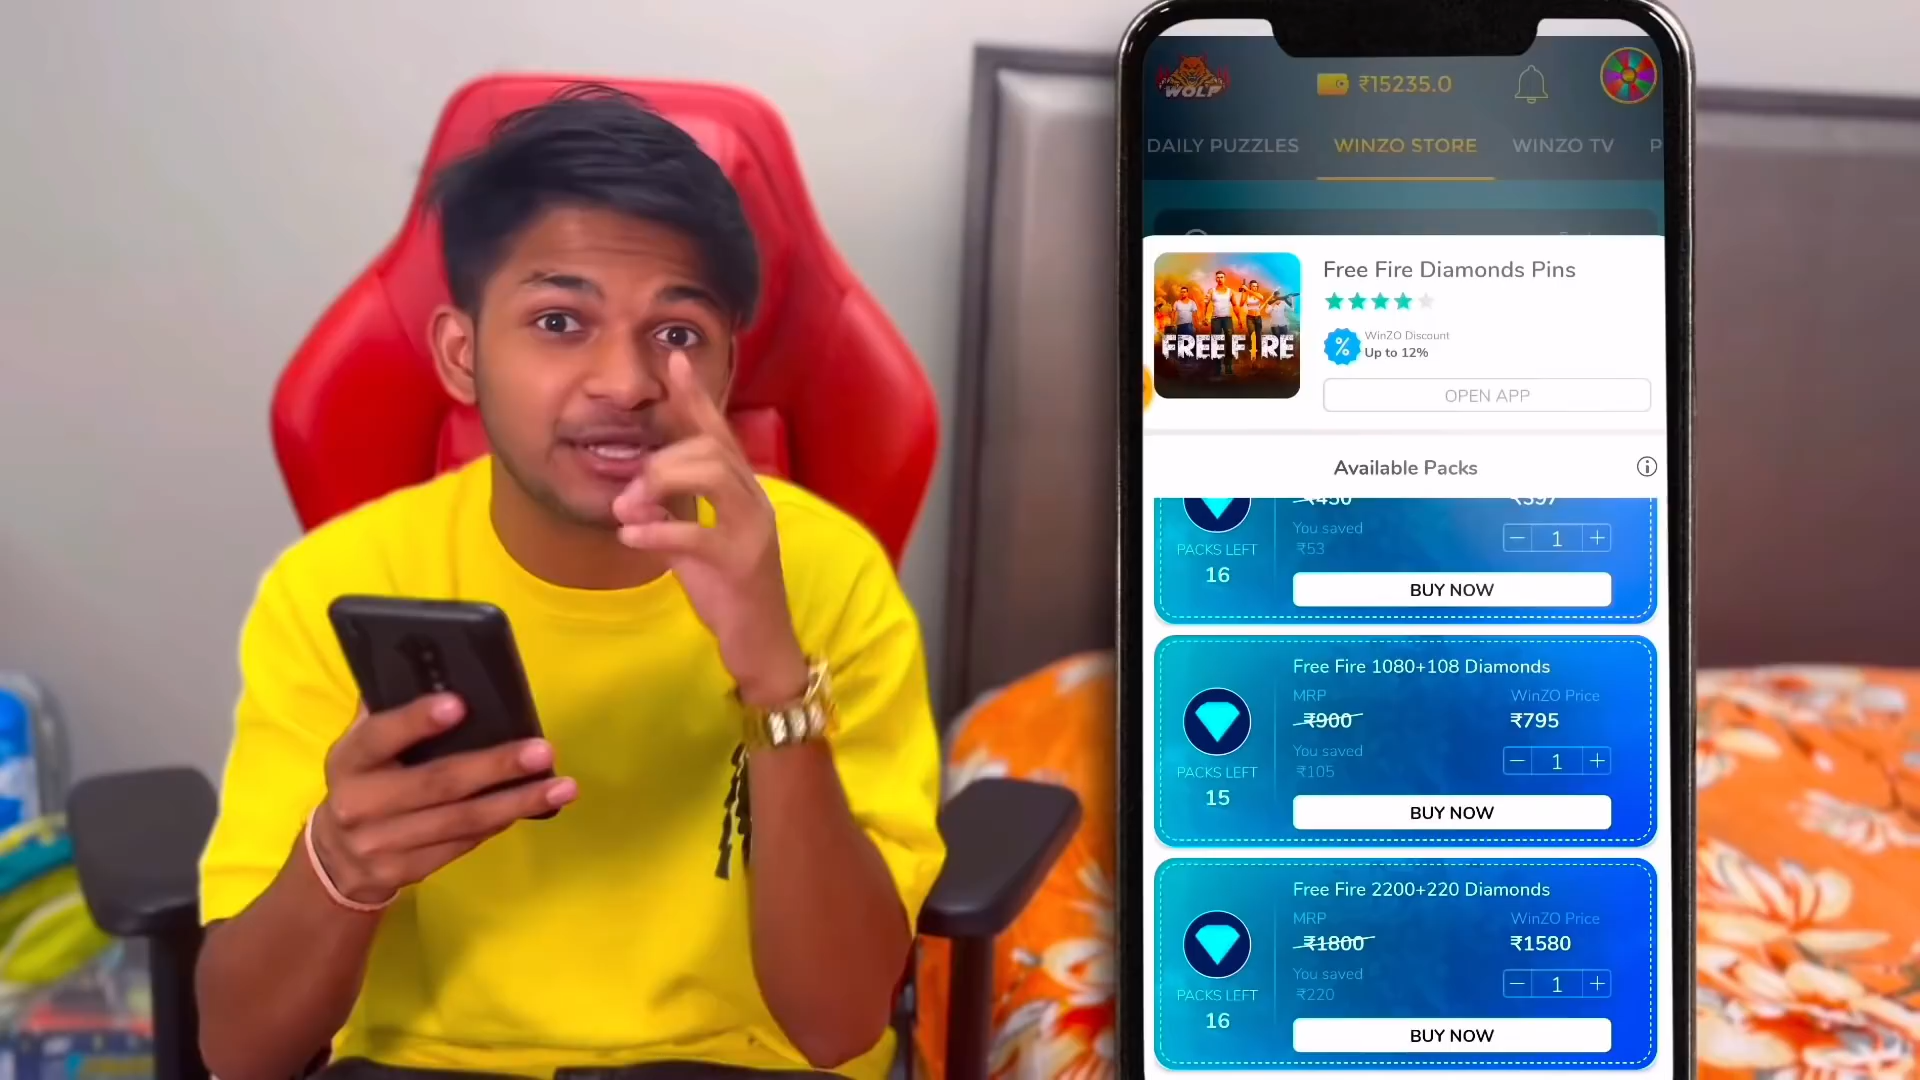 WOLF
₹15235.0
DAILY PUZZLES WINZO STORE WINZO TV P
FREE FIRE
Free Fire Diamonds Pins
%
WinZO Discount
Up to 12%
OPEN APP
Available Packs
₹450 ₹397
You saved
₹53
PACKS LEFT
16
1
BUY NOW
Free Fire 1080+108 Diamonds
MRP WinZO Price
₹900 ₹795
You saved
₹105
PACKS LEFT
15
1
BUY NOW
Free Fire 2200+220 Diamonds
MRP WinZO Price
₹1800 ₹1580
You saved
₹220
PACKS LEFT
16
1
BUY NOW